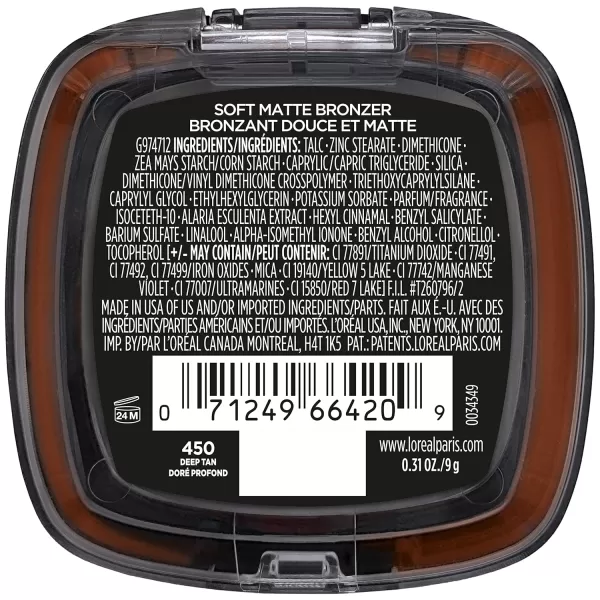 SOFT MATTE BRONZER
BRONZANT DOUCE ET MATTE
G974712 INGREDIENTS/INGRÉDIENTS: TALC · ZINC STEARATE · DIMETHICONE ·
ZEA MAYS STARCH/CORN STARCH · CAPRYLIC/CAPRIC TRIGLYCERIDE · SILICA ·
DIMETHICONE/VINYL DIMETHICONE CROSSPOLYMER · TRIETHOXYCAPRYLYLSILANE ·
CAPRYLYL GLYCOL · ETHYLHEXYLGLYCERIN · POTASSIUM SORBATE · PARFUM/FRAGRANCE ·
ISOCETETH-10 · ALARIA ESCULENTA EXTRACT · HEXYL CINNAMAL · BENZYL SALICYLATE ·
BARIUM SULFATE · LINALOOL · ALPHA-ISOMETHYL IONONE · BENZYL ALCOHOL · CITRONELLOL ·
TOCOPHEROL [+/- MAY CONTAIN/PEUT CONTENIR: CI 77891/TITANIUM DIOXIDE · CI 77491,
CI 77492, CI 77499/IRON OXIDES · MICA · CI 19140/YELLOW 5 LAKE · CI 77742/MANGANESE
VIOLET · CI 77007/ULTRAMARINES · CI 15850/RED 7 LAKE] F.I.L. #T260796/2
MADE IN USA OF US AND/OR IMPORTED INGREDIENTS/PARTS. FAIT AUX É.-U. AVEC DES
INGRÉDIENTS/PARTIES AMÉRICAINS ET/OU IMPORTÉS. L'ORÉAL USA, INC., NEW YORK, NY 10001.
IMP. BY/PAR L'ORÉAL CANADA MONTREAL, H4T 1K5 PAT.: PATENTS.LOREALPARIS.COM
24 M
0 71249 66420 9
0034349
450
DEEP TAN
DORÉ PROFOND
www.lorealparis.com
0.31 OZ./9 g